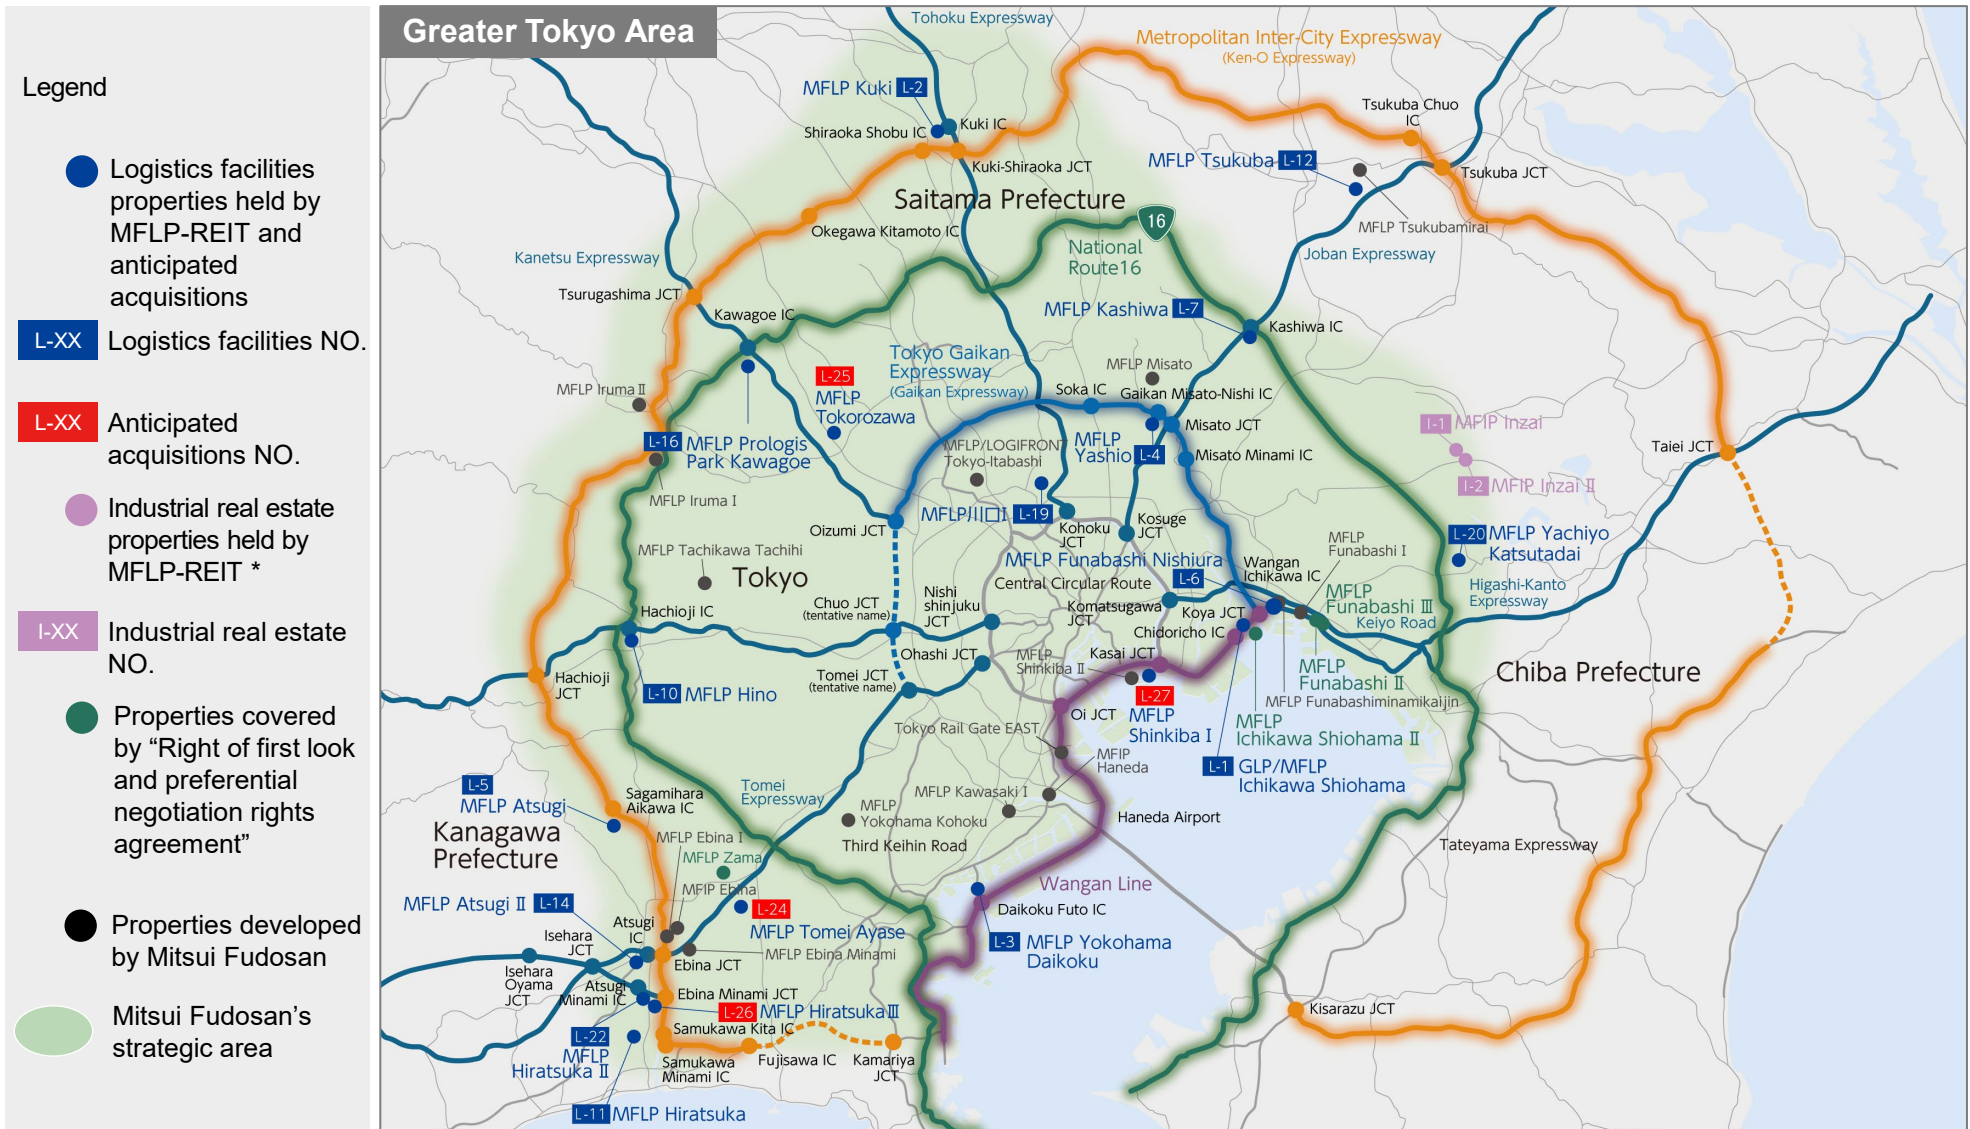 Greater Tokyo Area
Legend
Logistics facilities
properties held by
MFLP-REIT and
anticipated
acquisitions
L-XX
Logistics facilities NO.
L-XX
Anticipated
acquisitions NO.
Industrial real estate
properties held by
MFLP-REIT *
I-XX
Industrial real estate
NO.
Properties covered
by “Right of first look
and preferential
negotiation rights
agreement”
Properties developed
by Mitsui Fudosan
Mitsui Fudosan’s
strategic area
Tohoku Expressway
Metropolitan Inter-City Expressway
(Ken-O Expressway)
MFLP Kuki L-2
Shiraoka Shobu IC
Kuki IC
Kuki-Shiraoka JCT
Tsukuba Chuo
IC
MFLP Tsukuba L-12
Tsukuba JCT
MFLP Tsukubamirai
Saitama Prefecture
16
Okegawa Kitamoto IC
National
Route16
Joban Expressway
Kanetsu Expressway
Tsurugashima JCT
Kawagoe IC
MFLP Kashiwa L-7
Kashiwa IC
Tokyo Gaikan
Expressway
(Gaikan Expressway)
MFLP Misato
L-25
MFLP
Tokorozawa
MFLP Iruma II
Soka IC
Gaikan Misato-Nishi IC
Misato JCT
Misato Minami IC
L-16 MFLP Prologis
Park Kawagoe
MFLP/LOGIFRONT
Tokyo-Itabashi
MFLP
Yashio L-4
I-1 MFIP Inzai
I-2 MFIP Inzai II
Taiei JCT
MFLP Iruma I
Oizumi JCT
MFLP川口I L-19
Kohoku
JCT
Kosuge
JCT
L-20 MFLP Yachiyo
Katsutadai
MFLP Tachikawa Tachihi
Tokyo
MFLP Funabashi Nishiura
L-6
Wangan
Ichikawa IC
MFLP
Funabashi I
MFLP
Funabashi III
Higashi-Kanto
Expressway
Keiyo Road
Central Circular Route
Hachioji IC
Chuo JCT
(tentative name)
Nishi
shinjuku
JCT
Komatsugawa
JCT
Koya JCT
Chidoricho IC
Ohashi JCT
Kasai JCT
MFLP
Shinkiba II
Hachioji
JCT
Tomei JCT
(tentative name)
MFLP
Funabashi II
Chiba Prefecture
L-10 MFLP Hino
L-27
MFLP
Shinkiba I
MFLP Funabashiminamikaijin
Oi JCT
Tokyo Rail Gate EAST
MFLP
Ichikawa Shiohama II
MFIP
Haneda
L-1 GLP/MFLP
Ichikawa Shiohama
L-5
MFLP Atsugi
Sagamihara
Aikawa IC
Tomei
Expressway
MFLP Kawasaki I
MFLP
Yokohama Kohoku
Haneda Airport
Kanagawa
Prefecture
MFLP Ebina I
Third Keihin Road
Tateyama Expressway
MFLP Zama
MFIP Ebina
Wangan Line
MFLP Atsugi II L-14
L-24
MFLP Tomei Ayase
Daikoku Futo IC
Atsugi
IC
Isehara
JCT
MFLP Ebina Minami
L-3 MFLP Yokohama
Daikoku
Ebina JCT
Isehara
Oyama
JCT
Atsugi
Minami IC
Ebina Minami JCT
L-26 MFLP HiratsukaIII
Kisarazu JCT
Samukawa Kita IC
L-22
MFLP
Hiratsuka II
Samukawa
Minami IC
Fujisawa IC
Kamariya
JCT
L-11 MFLP Hiratsuka